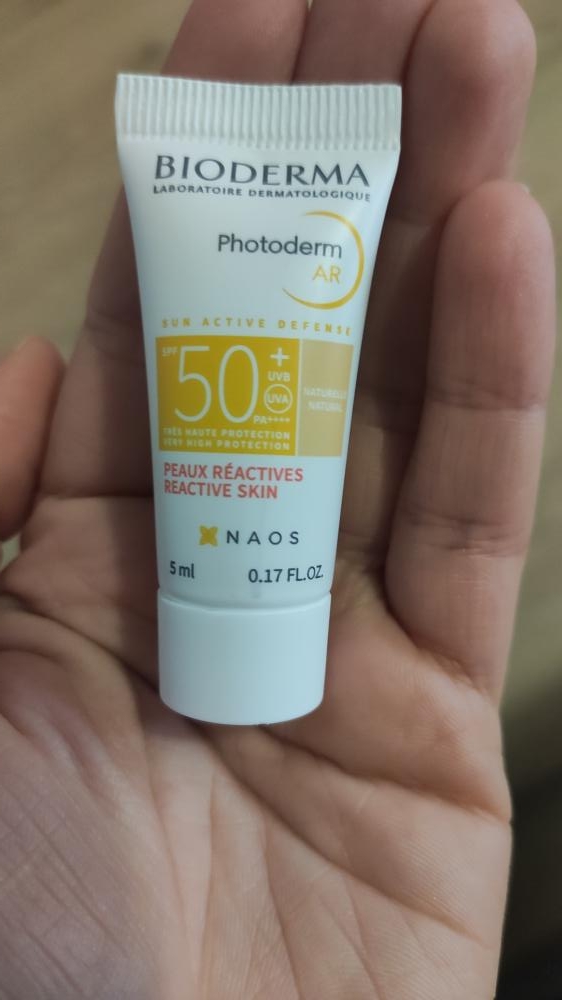 BIODERMA
LABORATOIRE DERMATOLOGIQUE
Photoderm
AR
SUN ACTIVE DEFENSE
SPF 50+
UVB
UVA
PA++++
TRÈS HAUTE PROTECTION
VERY HIGH PROTECTION
NATURELLE
NATURAL
PEAUX RÉACTIVES
REACTIVE SKIN
NAOS
5 ml 0.17 FL.OZ.